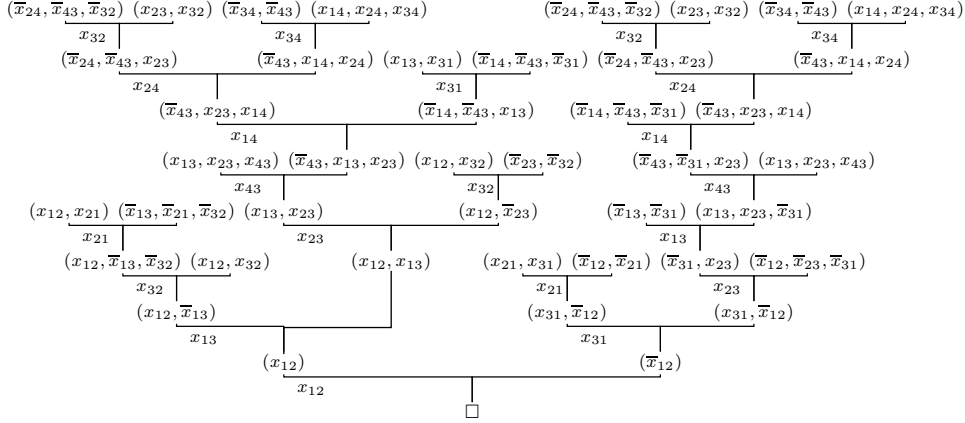 (x̅₂₄, x̅₄₃, x̅₃₂) (x₂₃, x₃₂) (x̅₃₄, x̅₄₃) (x₁₄, x₂₄, x₃₄) (x̅₂₄, x̅₄₃, x̅₃₂) (x₂₃, x₃₂) (x̅₃₄, x̅₄₃) (x₁₄, x₂₄, x₃₄)
x₃₂ x₃₄ x₃₂ x₃₄
(x̅₂₄, x̅₄₃, x₂₃) (x̅₄₃, x₁₄, x₂₄) (x₁₃, x₃₁) (x̅₁₄, x̅₄₃, x̅₃₁) (x̅₂₄, x̅₄₃, x₂₃) (x̅₄₃, x₁₄, x₂₄)
x₂₄ x₃₁ x₂₄
(x̅₄₃, x₂₃, x₁₄) (x̅₁₄, x̅₄₃, x₁₃) (x̅₁₄, x̅₄₃, x̅₃₁) (x̅₄₃, x₂₃, x₁₄)
x₁₄ x₁₄
(x₁₃, x₂₃, x₄₃) (x̅₄₃, x₁₃, x₂₃) (x₁₂, x₃₂) (x̅₂₃, x̅₃₂) (x̅₄₃, x̅₃₁, x₂₃) (x₁₃, x₂₃, x₄₃)
x₄₃ x₃₂ x₄₃
(x₁₂, x₂₁) (x̅₁₃, x̅₂₁, x̅₃₂) (x₁₃, x₂₃) (x₁₂, x̅₂₃) (x̅₁₃, x̅₃₁) (x₁₃, x₂₃, x̅₃₁)
x₂₁ x₂₃ x₁₃
(x₁₂, x̅₁₃, x̅₃₂) (x₁₂, x₃₂) (x₁₂, x₁₃) (x₂₁, x₃₁) (x̅₁₂, x̅₂₁) (x̅₃₁, x₂₃) (x̅₁₂, x̅₂₃, x̅₃₁)
x₃₂ x₂₁ x₂₃
(x₁₂, x̅₁₃) (x₃₁, x̅₁₂) (x̅₃₁, x̅₁₂)
x₁₃ x₃₁
(x₁₂) (x̅₁₂)
x₁₂
□